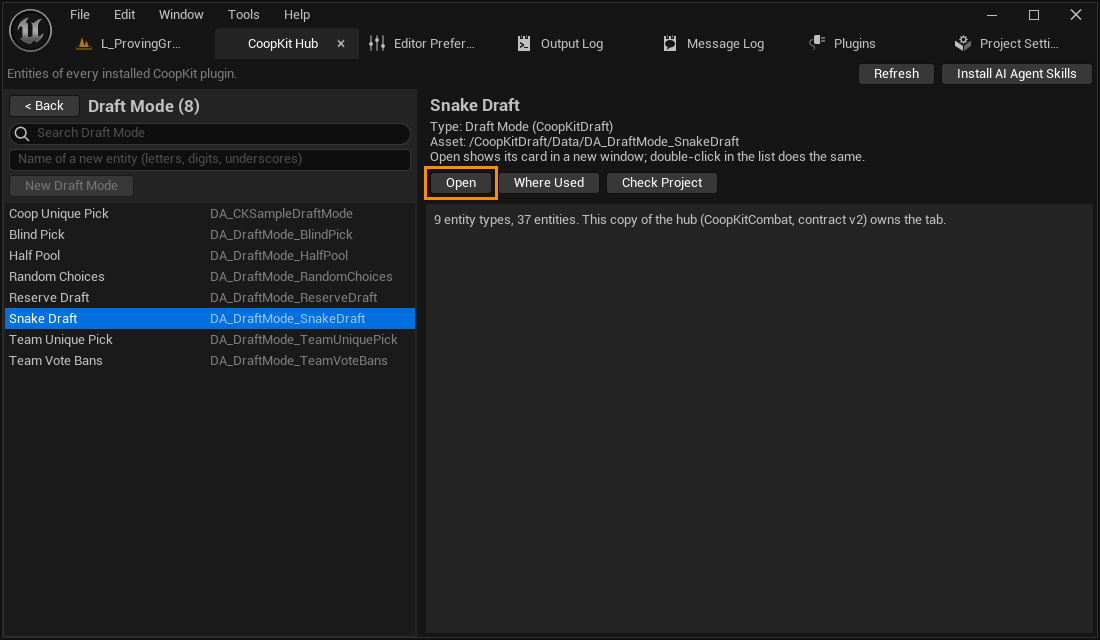 File Edit Window Tools Help
L_ProvingGr...
CoopKit Hub
Editor Prefer...
Output Log
Message Log
Plugins
Project Setti...
Entities of every installed CoopKit plugin.
Refresh
Install AI Agent Skills
< Back
Draft Mode (8)
Search Draft Mode
Name of a new entity (letters, digits, underscores)
New Draft Mode
Coop Unique Pick DA_CKSampleDraftMode
Blind Pick DA_DraftMode_BlindPick
Half Pool DA_DraftMode_HalfPool
Random Choices DA_DraftMode_RandomChoices
Reserve Draft DA_DraftMode_ReserveDraft
Snake Draft DA_DraftMode_SnakeDraft
Team Unique Pick DA_DraftMode_TeamUniquePick
Team Vote Bans DA_DraftMode_TeamVoteBans
Snake Draft
Type: Draft Mode (CoopKitDraft)
Asset: /CoopKitDraft/Data/DA_DraftMode_SnakeDraft
Open shows its card in a new window; double-click in the list does the same.
Open
Where Used
Check Project
9 entity types, 37 entities. This copy of the hub (CoopKitCombat, contract v2) owns the tab.